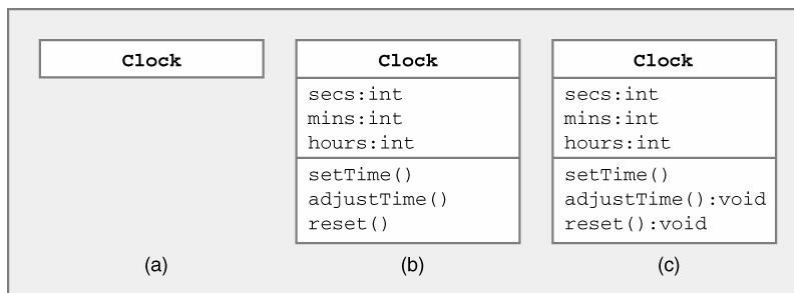 Clock
Clock
secs:int
mins:int
hours:int
setTime()
adjustTime()
reset()
Clock
secs:int
mins:int
hours:int
setTime()
adjustTime():void
reset():void
(a)
(b)
(c)